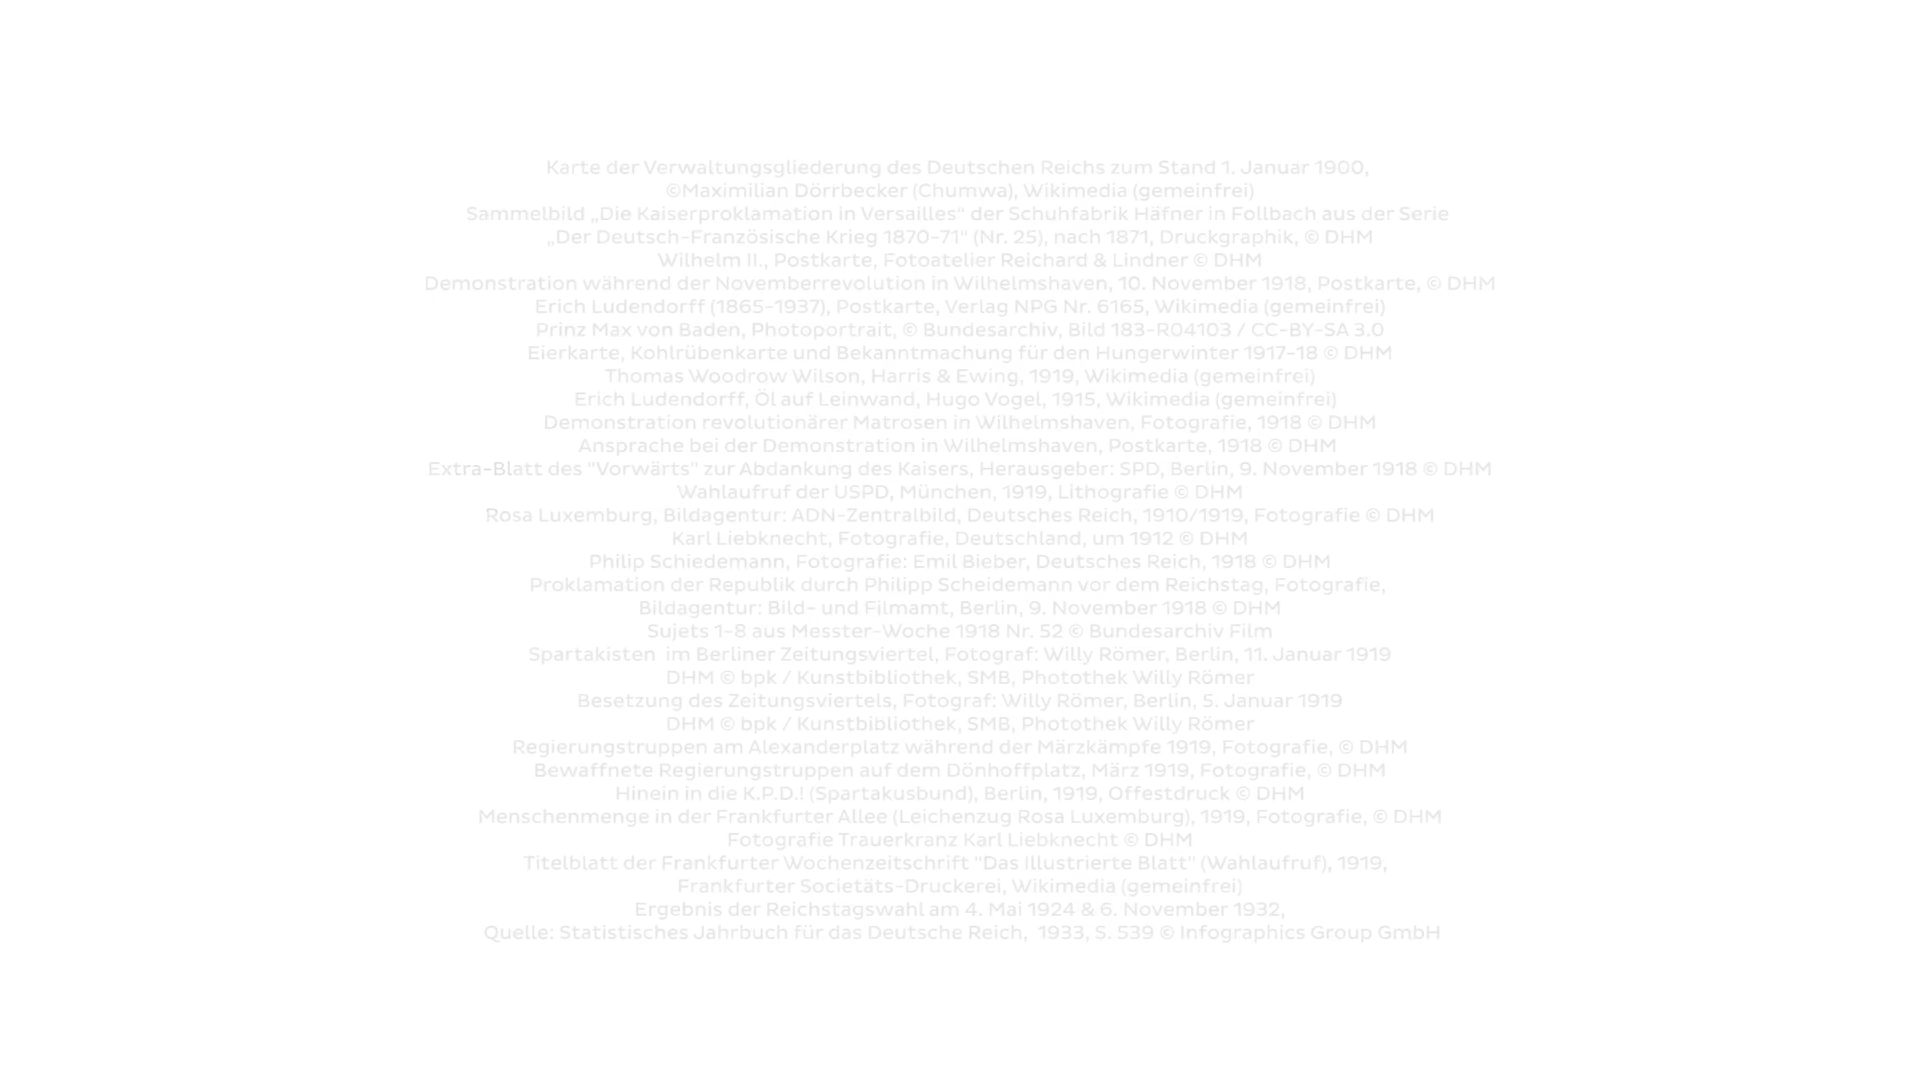 Karte der Verwaltungsgliederung des Deutschen Reichs zum Stand 1. Januar 1900,
©Maximilian Dörrbecker (Chumwa), Wikimedia (gemeinfrei)
Sammelbild „Die Kaiserproklamation in Versailles“ der Schuhfabrik Häfner in Follbach aus der Serie
„Der Deutsch-Französische Krieg 1870-71“ (Nr. 25), nach 1871, Druckgraphik, © DHM
Wilhelm II., Postkarte, Fotoatelier Reichard & Lindner © DHM
Demonstration während der Novemberrevolution in Wilhelmshaven, 10. November 1918, Postkarte, © DHM
Erich Ludendorff (1865-1937), Postkarte, Verlag NPG Nr. 6165, Wikimedia (gemeinfrei)
Prinz Max von Baden, Photoportrait, © Bundesarchiv, Bild 183-R04103 / CC-BY-SA 3.0
Eierkarte, Kohlrübenkarte und Bekanntmachung für den Hungerwinter 1917-18 © DHM
Thomas Woodrow Wilson, Harris & Ewing, 1919, Wikimedia (gemeinfrei)
Erich Ludendorff, Öl auf Leinwand, Hugo Vogel, 1915, Wikimedia (gemeinfrei)
Demonstration revolutionärer Matrosen in Wilhelmshaven, Fotografie, 1918 © DHM
Ansprache bei der Demonstration in Wilhelmshaven, Postkarte, 1918 © DHM
Extra-Blatt des "Vorwärts" zur Abdankung des Kaisers, Herausgeber: SPD, Berlin, 9. November 1918 © DHM
Wahlaufruf der USPD, München, 1919, Lithografie © DHM
Rosa Luxemburg, Bildagentur: ADN-Zentralbild, Deutsches Reich, 1910/1919, Fotografie © DHM
Karl Liebknecht, Fotografie, Deutschland, um 1912 © DHM
Philip Schiedemann, Fotografie: Emil Bieber, Deutsches Reich, 1918 © DHM
Proklamation der Republik durch Philipp Scheidemann vor dem Reichstag, Fotografie,
Bildagentur: Bild- und Filmamt, Berlin, 9. November 1918 © DHM
Sujets 1-8 aus Messter-Woche 1918 Nr. 52 © Bundesarchiv Film
Spartakisten  im Berliner Zeitungsviertel, Fotograf: Willy Römer, Berlin, 11. Januar 1919
DHM © bpk / Kunstbibliothek, SMB, Photothek Willy Römer
Besetzung des Zeitungsviertels, Fotograf: Willy Römer, Berlin, 5. Januar 1919
DHM © bpk / Kunstbibliothek, SMB, Photothek Willy Römer
Regierungstruppen am Alexanderplatz während der Märzkämpfe 1919, Fotografie, © DHM
Bewaffnete Regierungstruppen auf dem Dönhoffplatz, März 1919, Fotografie, © DHM
Hinein in die K.P.D.! (Spartakusbund), Berlin, 1919, Offestdruck © DHM
Menschenmenge in der Frankfurter Allee (Leichenzug Rosa Luxemburg), 1919, Fotografie, © DHM
Fotografie Trauerkranz Karl Liebknecht © DHM
Titelblatt der Frankfurter Wochenzeitschrift "Das Illustrierte Blatt" (Wahlaufruf), 1919,
Frankfurter Societäts-Druckerei, Wikimedia (gemeinfrei)
Ergebnis der Reichstagswahl am 4. Mai 1924 & 6. November 1932,
Quelle: Statistisches Jahrbuch für das Deutsche Reich,  1933, S. 539 © Infographics Group GmbH